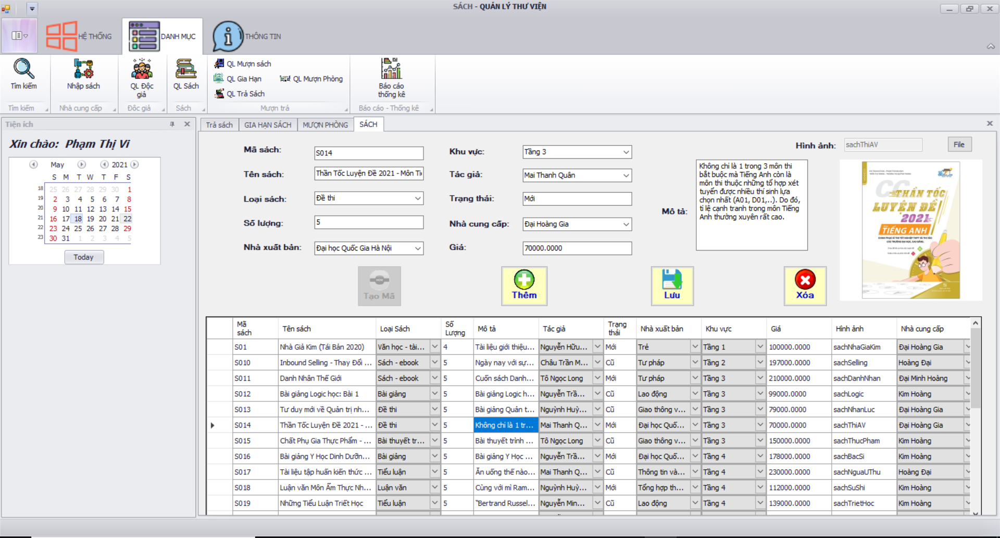 SÁCH - QUẢN LÝ THƯ VIỆN
HỆ THỐNG
DANH MỤC
THÔNG TIN
Tìm kiếm
Nhập sách
QL Độc giả
QL Sách
QL Mượn sách
QL Gia Hạn
QL Mượn Phòng
QL Trả Sách
Báo cáo thống kê
Tìm kiếm
Nhà cung cấp
Độc giả
Sách
Mượn trả
Báo cáo - Thống kê
Tiện ích
Xin chào: Phạm Thị Vi
May 2021
S M T W T F S
18 25 26 27 28 29 30 1
19 2 3 4 5 6 7 8
20 9 10 11 12 13 14 15
21 16 17 18 19 20 21 22
22 23 24 25 26 27 28 29
23 30 31 1 2 3 4 5
Today
Trả sách GIA HẠN SÁCH MƯỢN PHÒNG SÁCH
Mã sách: S014
Tên sách: Thần Tốc Luyện Đề 2021 - Môn Tiế
Loại sách: Đề thi
Số lượng: 5
Nhà xuất bản: Đại học Quốc Gia Hà Nội
Khu vực: Tầng 3
Tác giả: Mai Thanh Quân
Trạng thái: Mới
Nhà cung cấp: Đại Hoàng Gia
Giá: 70000.0000
Mô tả:
Không chỉ là 1 trong 3 môn thi
bắt buộc mà Tiếng Anh còn là
môn thi thuộc những tổ hợp xét
tuyển được nhiều thí sinh lựa
chọn nhất (A01, D01,..). Do đó,
tỉ lệ cạnh tranh trong môn Tiếng
Anh thường xuyên rất cao.
Hình ảnh: sachThiAV File
CC
THẦN TỐC
LUYỆN ĐỀ
2021
TIẾNG ANH
CHINH PHỤC KÌ THI TỐT NGHIỆP THPT VÀ THI VÀO
CÁC TRƯỜNG ĐẠI HỌC, CAO ĐẲNG.
NEW
Tạo Mã
Thêm
Lưu
Xóa
Mã sách Tên sách Loại Sách Số Lượng Mô tả Tác giả Trạng thái Nhà xuất bản Khu vực Giá Hình ảnh Nhà cung cấp
S01 Nhà Giả Kim (Tái Bản 2020) Văn học - tài... 4 Tài liệu giới thiệu... Nguyễn Hữu... Mới Trẻ Tầng 1 100000.0000 sachNhaGiaKim Đại Hoàng Gia
S010 Inbound Selling - Thay Đổi ... Sách - ebook 5 Ngày nay với sự... Châu Trần M... Cũ Tư pháp Tầng 2 197000.0000 sachSelling Hoàng Đại
S011 Danh Nhân Thế Giới Sách - ebook 5 Cuốn sách Danh... Tô Ngọc Long Mới Tư pháp Tầng 3 210000.0000 sachDanhNhan Đại Minh Hoàng
S012 Bài giảng Logic học: Bài 1 Bài giảng 5 Bài giảng Logic h... Nguyễn Trầ... Cũ Lao động Tầng 3 99000.0000 sachLogic Kim Hoàng
S013 Tư duy mới về Quản trị nh... Đề thi 5 Bài giảng Quản t... Nguỳnh Huỳ... Cũ Giao thông v... Tầng 3 79000.0000 sachNhanLuc Đại Hoàng Gia
S014 Thần Tốc Luyện Đề 2021 - ... Đề thi 5 Không chỉ là 1 tr... Mai Thanh Q... Mới Đại học Quố... Tầng 3 70000.0000 sachThiAV Đại Hoàng Gia
S015 Chất Phụ Gia Thực Phẩm - ... Bài thuyết tr... 5 Bài thuyết trình ... Tô Ngọc Long Cũ Giao thông v... Tầng 3 150000.0000 sachThucPham Kim Hoàng
S016 Bài giảng Y Học Dinh Dưỡn... Bài giảng 5 Bài giảng Y Học ... Nguyễn Trầ... Mới Đại học Quố... Tầng 4 178000.0000 sachBacSi Kim Hoàng
S017 Tài liệu tập huấn kiến thức ... Tiểu luận 5 Ăn uống thế nào... Mai Thanh Q... Cũ Thông tin và... Tầng 4 230000.0000 sachNguaUThu Hoàng Đại
S018 Luận văn Môn Ẩm Thực Nh... Luận văn 5 Cùng với mì Ram... Nguỳnh Huỳ... Mới Tổng hợp th... Tầng 4 112000.0000 sachSuShi Kim Hoàng
S019 Những Tiểu Luận Triết Học Tiểu luận 5 "Bertrand Russel... Nguyễn Min... Cũ Lao động Tầng 4 139000.0000 sachTrietHoc Kim Hoàng